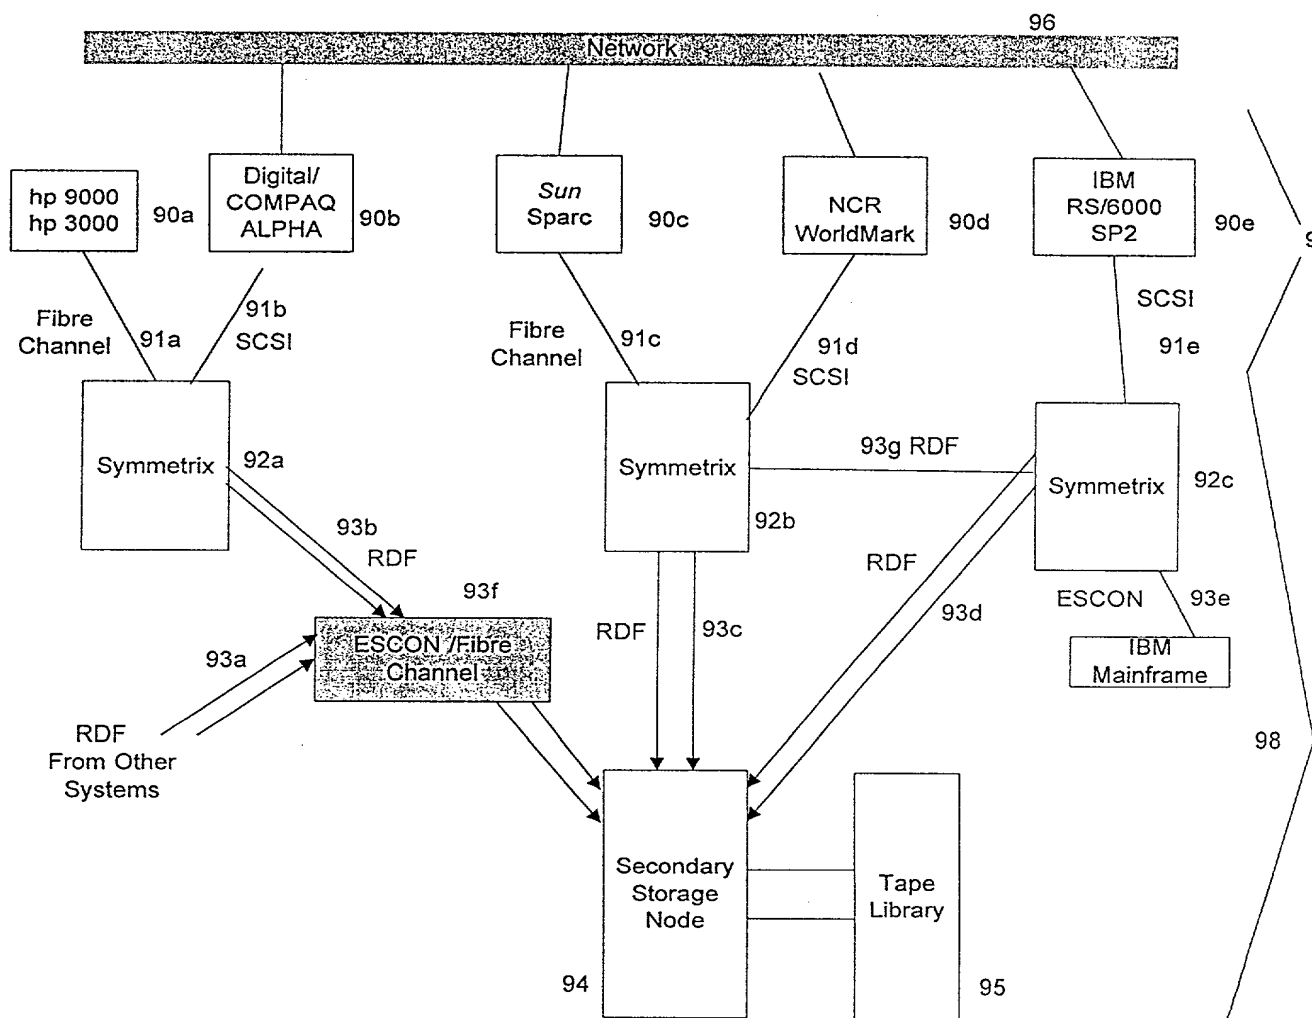 96
Network
hp 9000
hp 3000
90a
Digital/
COMPAQ
ALPHA
90b
Sun
Sparc
90c
NCR
WorldMark
90d
IBM
RS/6000
SP2
90e
9
Fibre
Channel
91a
91b
SCSI
Fibre
Channel
91c
91d
SCSI
SCSI
91e
Symmetrix
92a
Symmetrix
92b
93g RDF
Symmetrix
92c
93b
RDF
93f
ESCON /Fibre
Channel
93a
RDF
From Other
Systems
RDF
93c
RDF
93d
ESCON
93e
IBM
Mainframe
98
Secondary
Storage
Node
94
Tape
Library
95